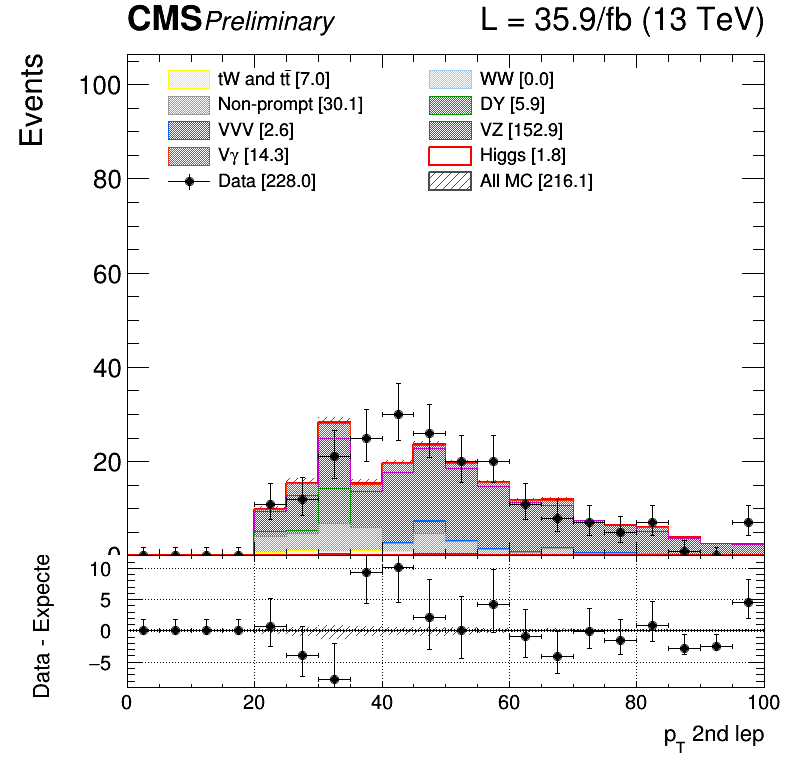 CMS Preliminary L = 35.9/fb (13 TeV)
Events
100
80
60
40
20
0
tW and tt̄ [7.0]
Non-prompt [30.1]
VVV [2.6]
Vγ [14.3]
Data [228.0]
WW [0.0]
DY [5.9]
VZ [152.9]
Higgs [1.8]
All MC [216.1]
Data - Expecte
10
5
0
−5
0 20 40 60 80 100
p_T 2nd lep